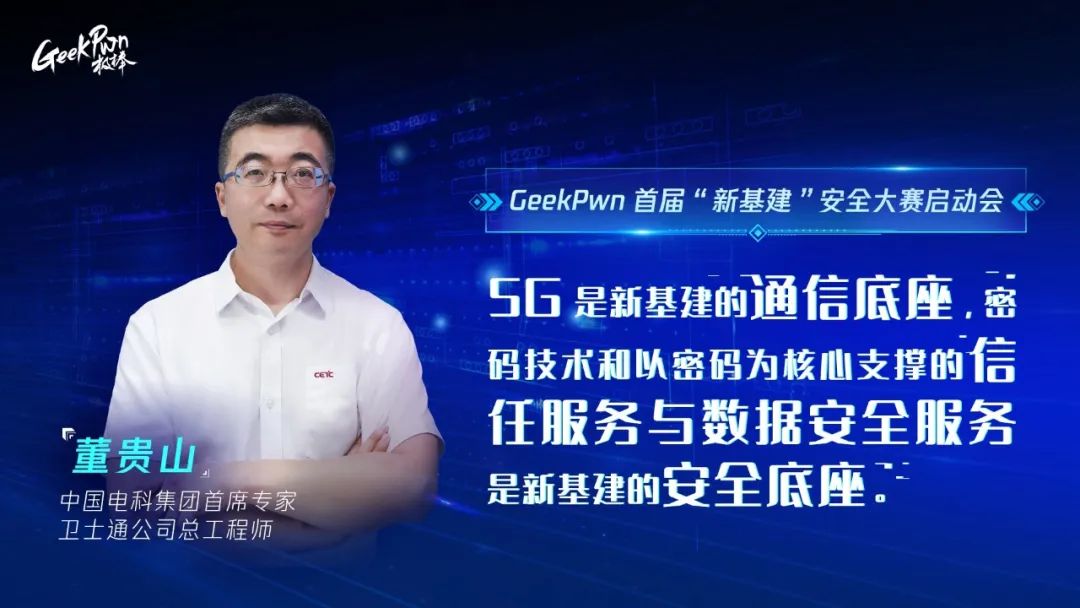 GeekPwn
极棒
GeekPwn 首届“新基建”安全大赛启动会
5G 是新基建的通信底座,密
码技术和以密码为核心支撑的信
任服务与数据安全服务
是新基建的安全底座。
CETC
董贵山
中国电科集团首席专家
卫士通公司总工程师